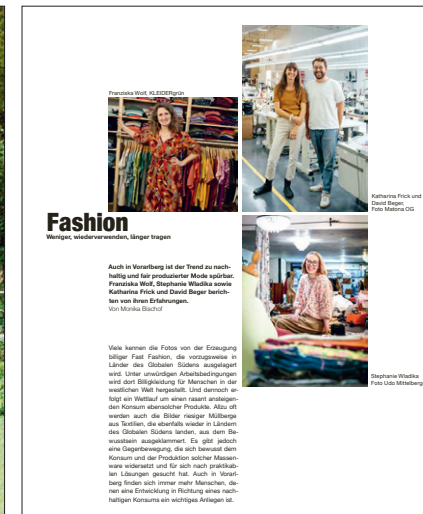 Franziska Wolf, KLEIDERgrün
Katharina Frick und
David Beger,
Foto Matona OG
Fashion
Weniger, wiederverwenden, länger tragen
Auch in Vorarlberg ist der Trend zu nach-
haltig und fair produzierter Mode spürbar.
Franziska Wolf, Stephanie Wladika sowie
Katharina Frick und David Beger berich-
ten von ihren Erfahrungen.
Von Monika Bischof
Stephanie Wladika
Foto Udo Mittelberg
Viele kennen die Fotos von der Erzeugung
billiger Fast Fashion, die vorzugsweise in
Länder des Globalen Südens ausgelagert
wird. Unter unwürdigen Arbeitsbedingungen
wird dort Billigkleidung für Menschen in der
westlichen Welt hergestellt. Und dennoch er-
folgt ein Wettlauf um einen rasant ansteigen-
den Konsum ebensolcher Produkte. Allzu oft
werden auch die Bilder riesiger Müllberge
aus Textilien, die ebenfalls wieder in Ländern
des Globalen Südens landen, aus dem Be-
wusstsein ausgeklammert. Es gibt jedoch
eine Gegenbewegung, die sich bewusst dem
Konsum und der Produktion solcher Massen-
ware widersetzt und für sich nach praktikab-
len Lösungen gesucht hat. Auch in Vorarl-
berg finden sich immer mehr Menschen, de-
nen eine Entwicklung in Richtung eines nach-
haltigen Konsums ein wichtiges Anliegen ist.